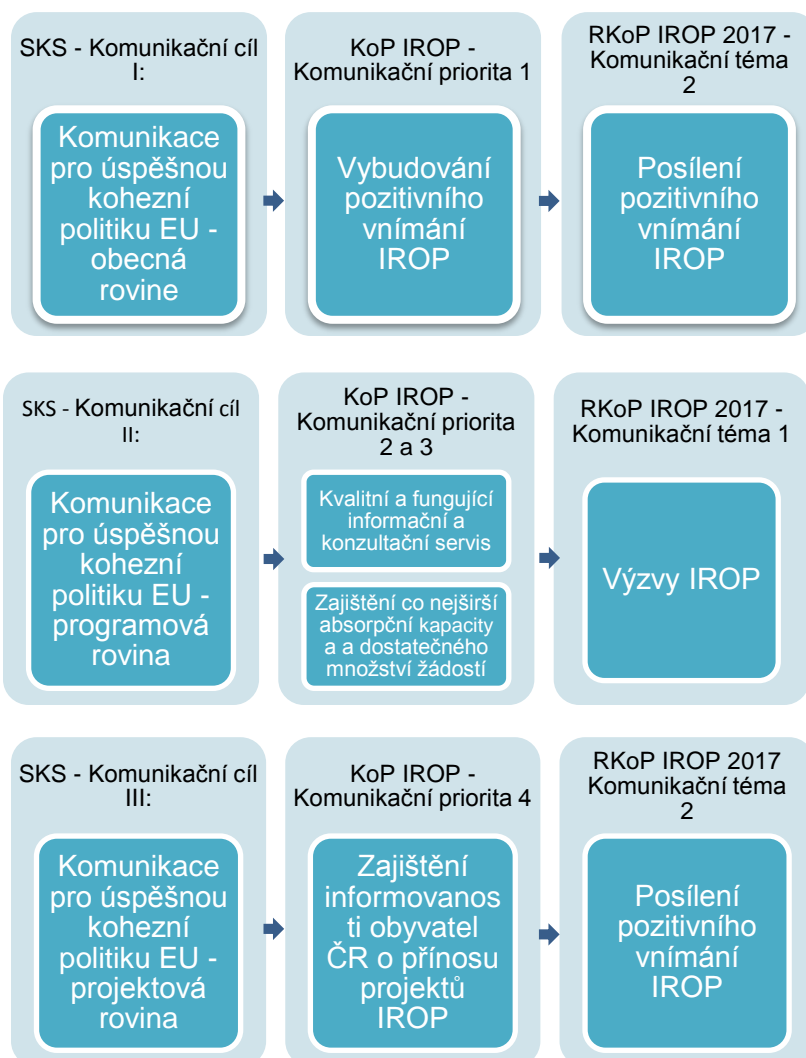 SKS - Komunikační cíl
I:
Komunikace
pro úspěšnou
kohezní
politiku EU -
obecná
rovine
KoP IROP -
Komunikační priorita 1
Vybudování
pozitivního
vnímání
IROP
RKoP IROP 2017 -
Komunikační téma
2
Posílení
pozitivního
vnímání
IROP
SKS - Komunikační cíl
II:
Komunikace
pro úspěšnou
kohezní
politiku EU -
programová
rovina
KoP IROP -
Komunikační priorita
2 a 3
Kvalitní a fungující
informační a
konzultační servis
Zajištění co nejširší
absorpční kapacity
a a dostatečného
množství žádostí
RKoP IROP 2017 -
Komunikační téma 1
Výzvy IROP
SKS - Komunikační cíl
III:
Komunikace
pro úspěšnou
kohezní
politiku EU -
projektová
rovina
KoP IROP -
Komunikační priorita 4
Zajištění
informovanos
ti obyvatel
ČR o přínosu
projektů
IROP
RKoP IROP 2017
Komunikační téma
2
Posílení
pozitivního
vnímání
IROP